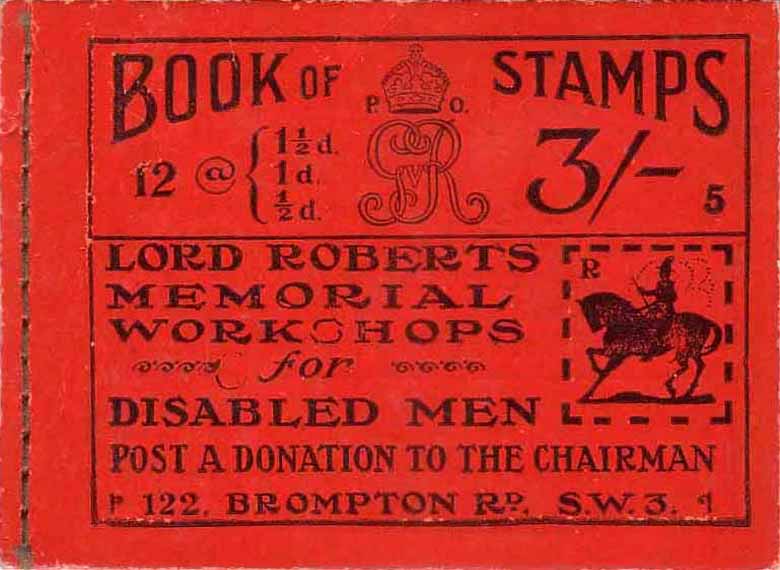 BOOK OF STAMPS
P. O.
12 @ { 1½d. 1d. ½d.
GVR
3/-
5
LORD ROBERTS
MEMORIAL
WORKSHOPS
for
DISABLED MEN
R
POST A DONATION TO THE CHAIRMAN
122, BROMPTON RD. S.W.3.